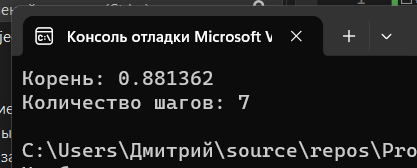 Консоль отладки Microsoft V
Корень: 0.881362
Количество шагов: 7
C:\Users\Дмитрий\source\repos\Pro